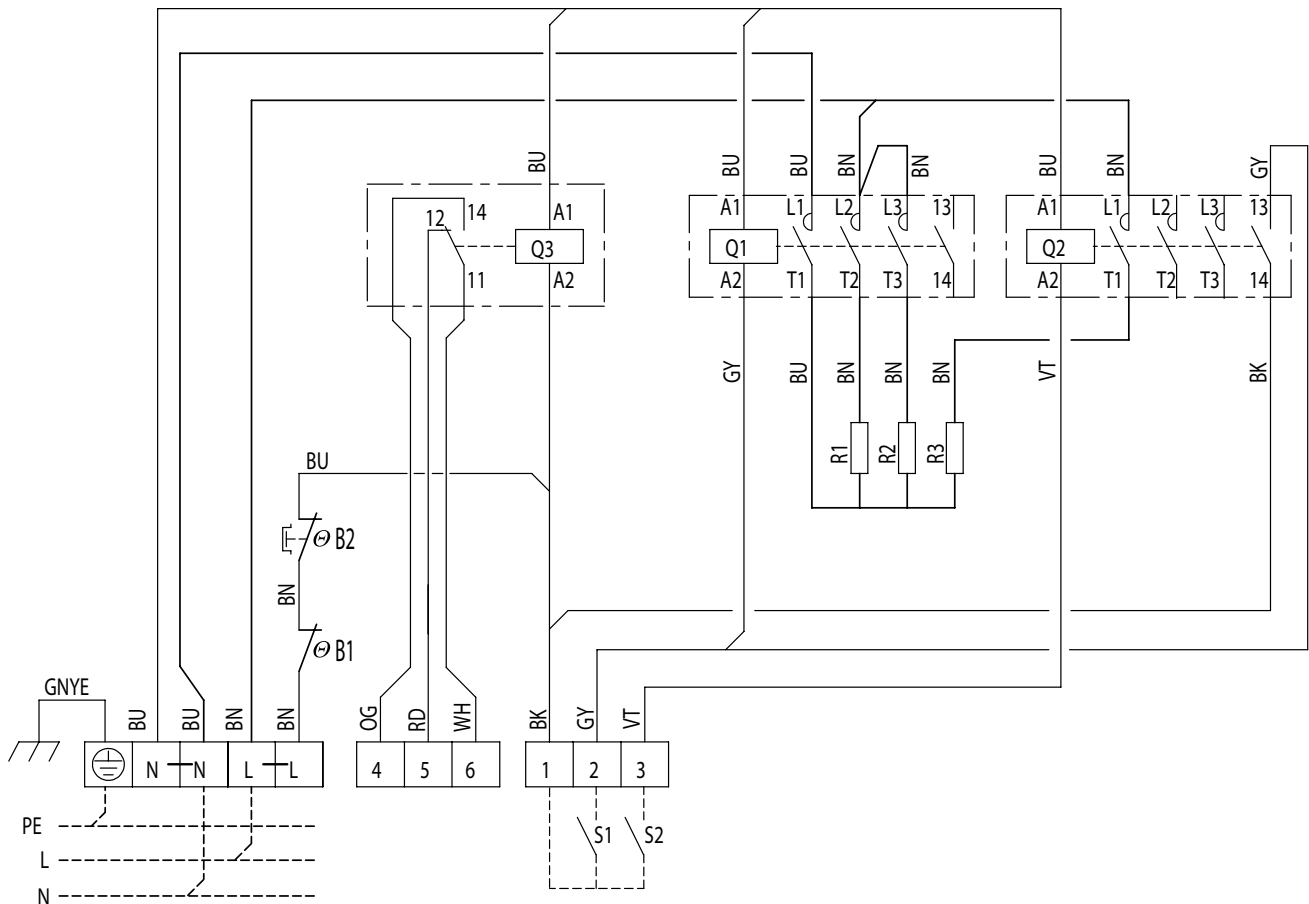 BU BU BU BN BN BU BN GY
12 14 A1 A1 L1 L2 L3 13 A1 L1 L2 L3 13
Q3 Q1 Q2
11 A2 A2 T1 T2 T3 14 A2 T1 T2 T3 14
GY BU BN BN BN VT BK
R1 R2 R3
BU
Θ B2
BN
Θ B1
GNYE
BU BU BN BN OG RD WH BK GY VT
N N L L 4 5 6 1 2 3
PE
S1 S2
L
N